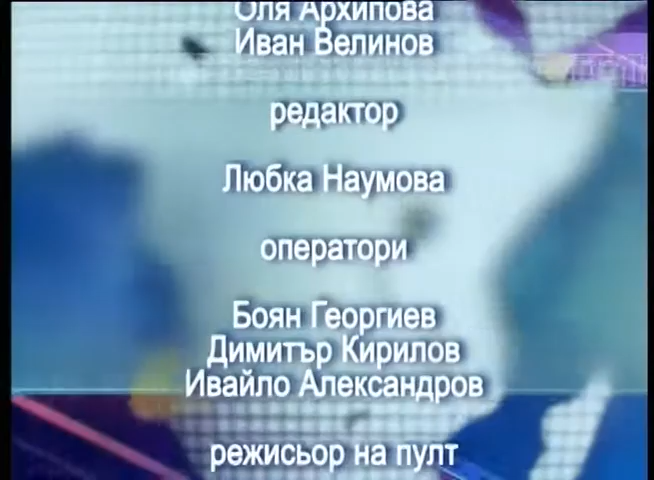 Оля Архипова
Иван Велинов
редактор
Любка Наумова
оператори
Боян Георгиев
Димитър Кирилов
Ивайло Александров
режисьор на пулт